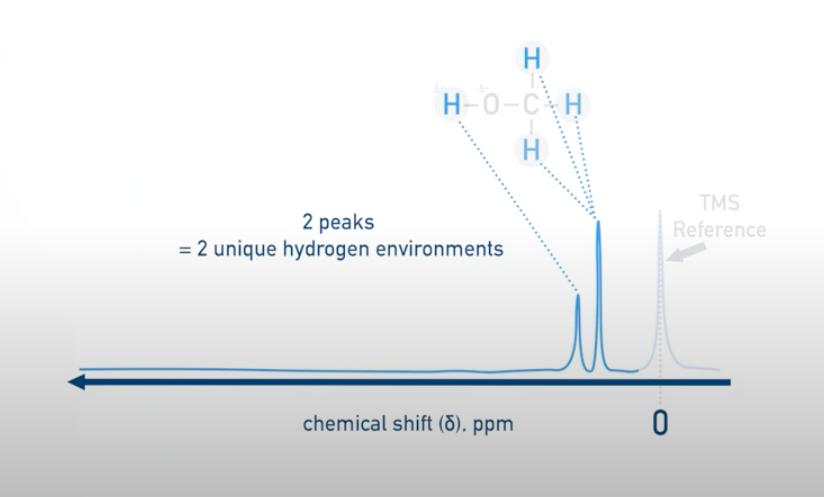 H
δ+ δ-
H-O-C-H
H
TMS
Reference
2 peaks
= 2 unique hydrogen environments
chemical shift (δ), ppm
0